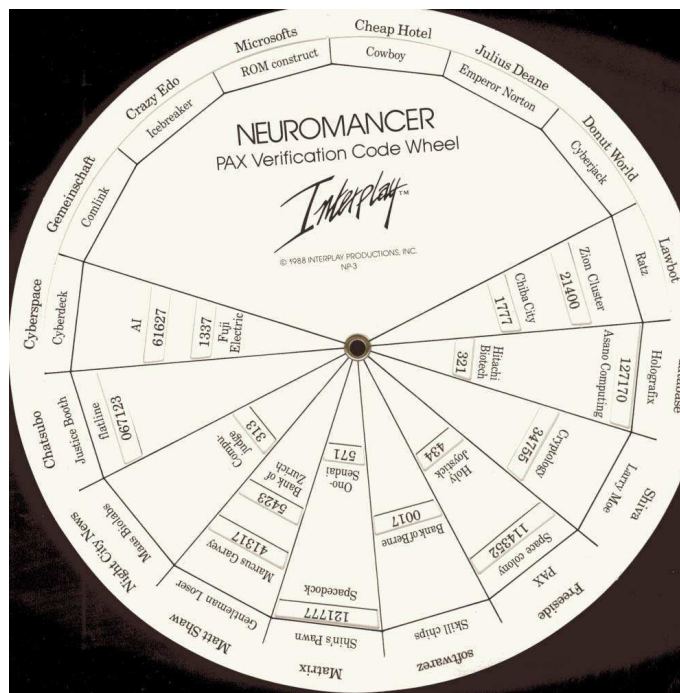 Cheap Hotel
Cowboy
Julius Deane
Emperor Norton
Donut World
Cyberjack
Lawbot
Ratz
Holografix
Shiva
Larry Moe
Freeside
PAX
softwarez
Skill chips
Matrix
Shin's Pawn
Matt Shaw
Gentleman Loser
Night City News
Maas Biolabs
Chatsubo
Justice Booth
Cyberspace
Cyberdeck
Gemeinschaft
Comlink
Crazy Edo
Icebreaker
Microsofts
ROM construct
NEUROMANCER
PAX Verification Code Wheel
Interplay™
© 1988 INTERPLAY PRODUCTIONS, INC.
NP-3
Zion Cluster
21400
Chiba City
1777
Asano Computing
127170
Hitachi
Biotech
321
Cryptology
34755
Holy
Joystick
434
Space colony
114352
Bank of Berne
0017
Ono-
Sendai
571
Spacedock
121777
Bank of
Zurich
5423
Marcus Garvey
41317
Compu-
Judge
313
flatline
067123
AI
61627
Fuji
Electric
1337